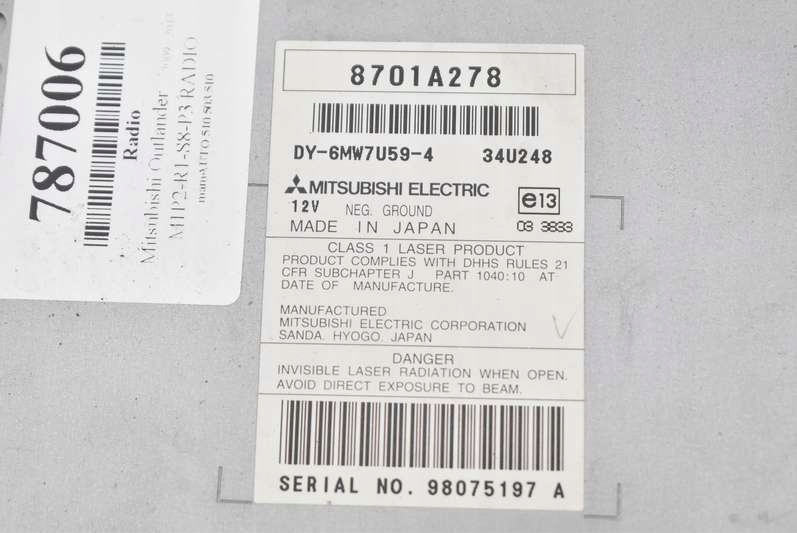 787006
Radio
Mitsubishi Outlander
M1P2-R1-S8-P3 RADIO
8701A278
DY-6MW7U59-4 34U248
MITSUBISHI ELECTRIC
e13
12V NEG. GROUND
MADE IN JAPAN
03 3833
CLASS 1 LASER PRODUCT
PRODUCT COMPLIES WITH DHHS RULES 21
CFR SUBCHAPTER J PART 1040:10 AT
DATE OF MANUFACTURE.
MANUFACTURED
MITSUBISHI ELECTRIC CORPORATION
SANDA, HYOGO, JAPAN
DANGER
INVISIBLE LASER RADIATION WHEN OPEN.
AVOID DIRECT EXPOSURE TO BEAM.
SERIAL NO. 98075197 A